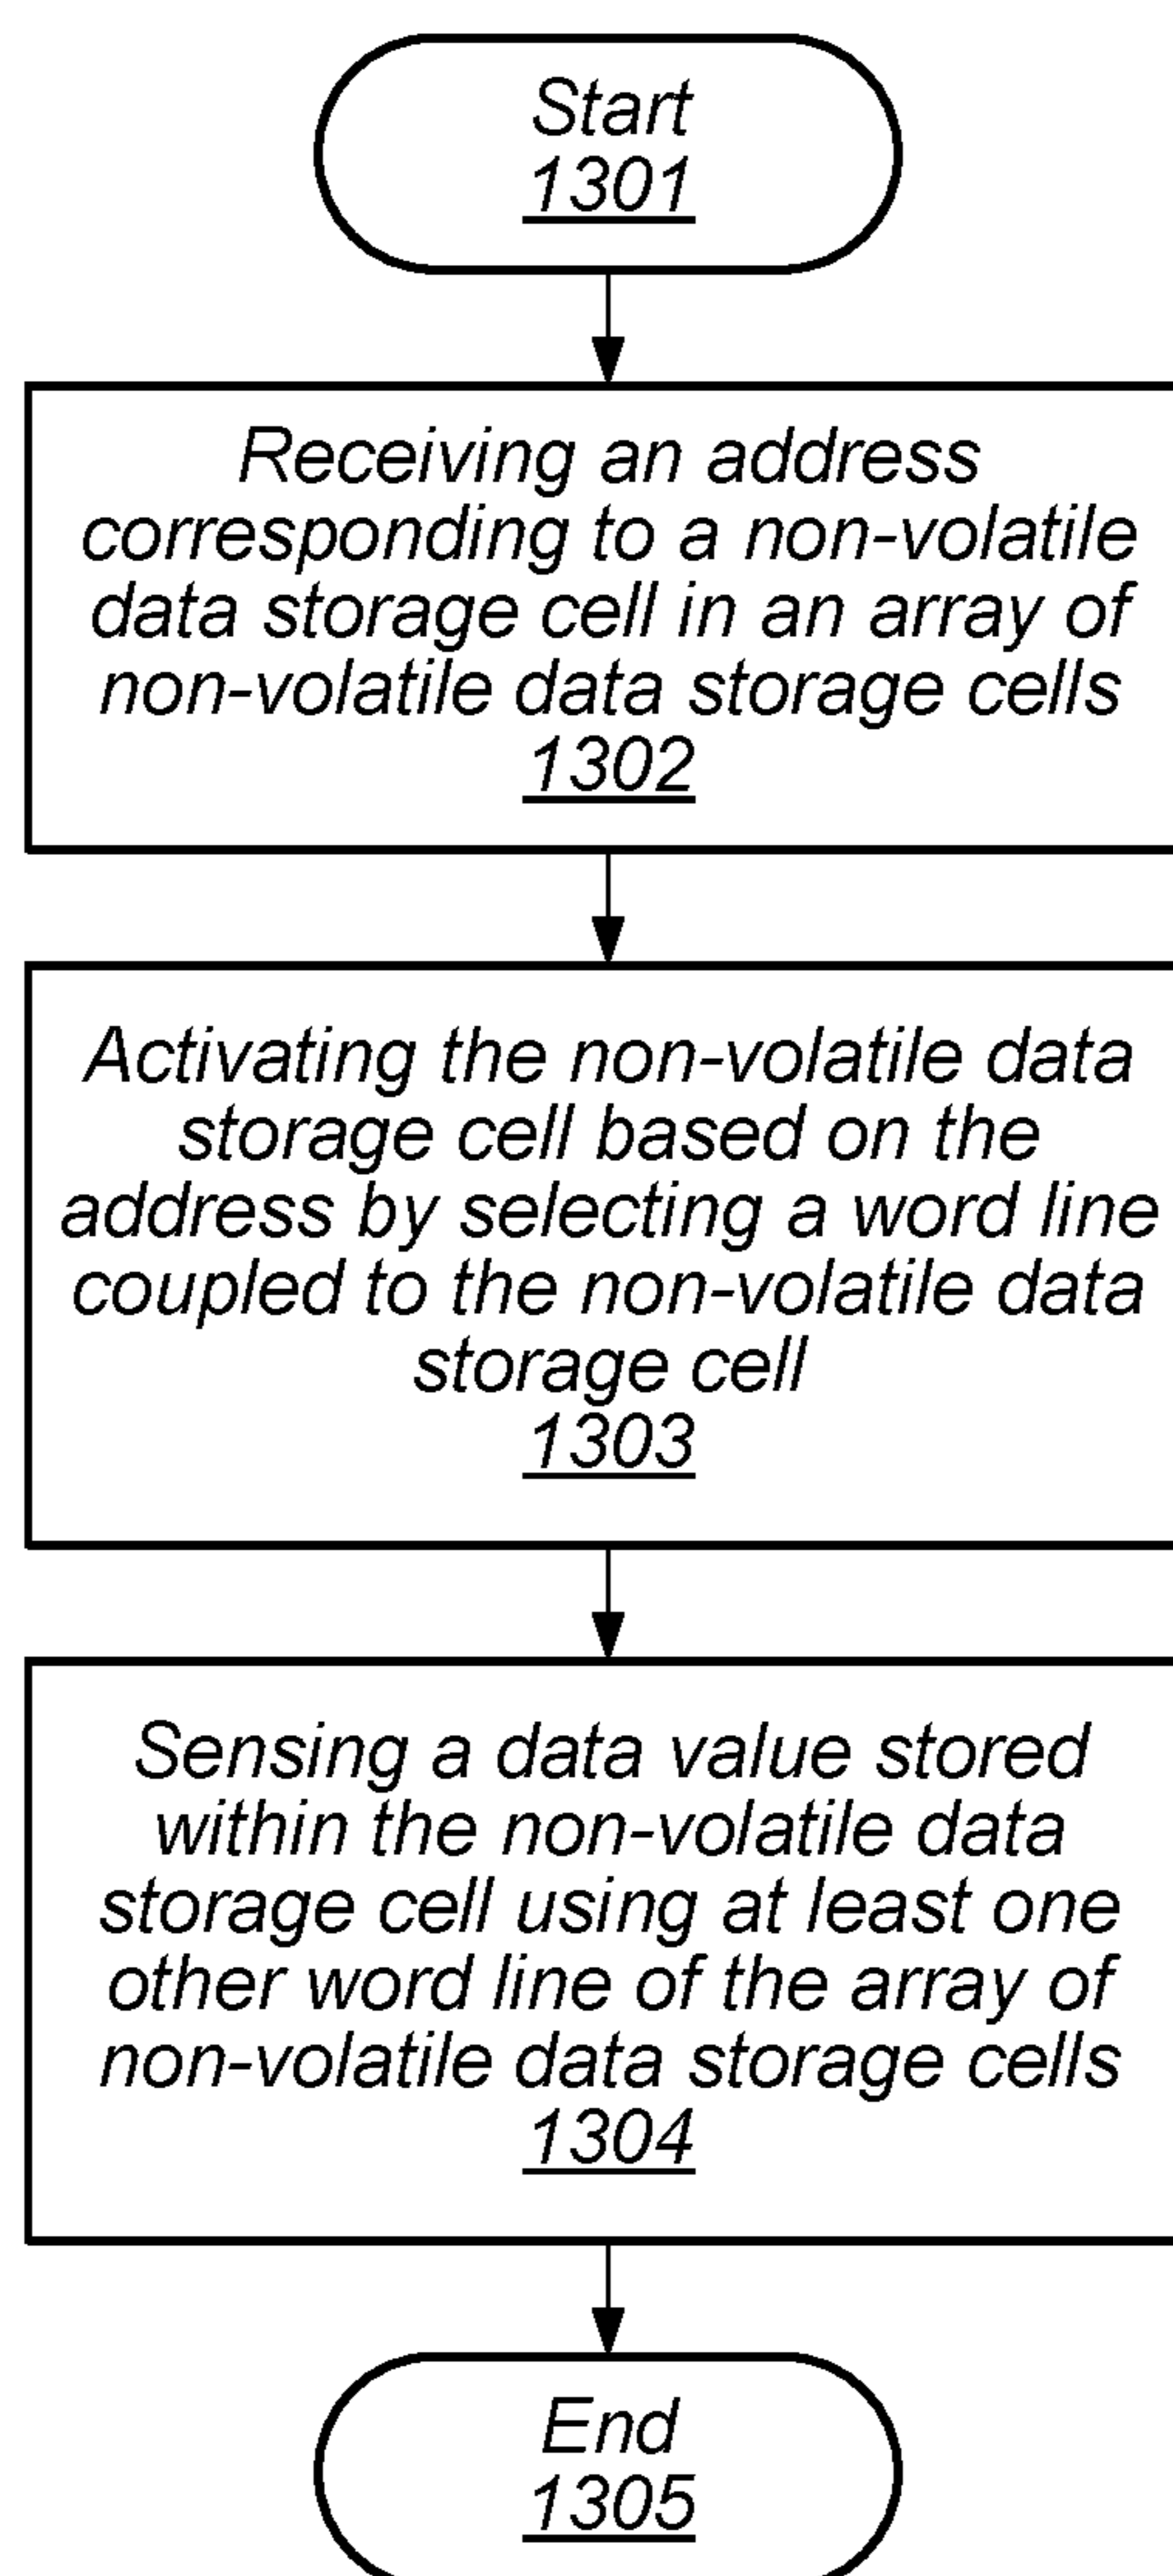 Start
1301
Receiving an address
corresponding to a non-volatile
data storage cell in an array of
non-volatile data storage cells
1302
Activating the non-volatile data
storage cell based on the
address by selecting a word line
coupled to the non-volatile data
storage cell
1303
Sensing a data value stored
within the non-volatile data
storage cell using at least one
other word line of the array of
non-volatile data storage cells
1304
End
1305